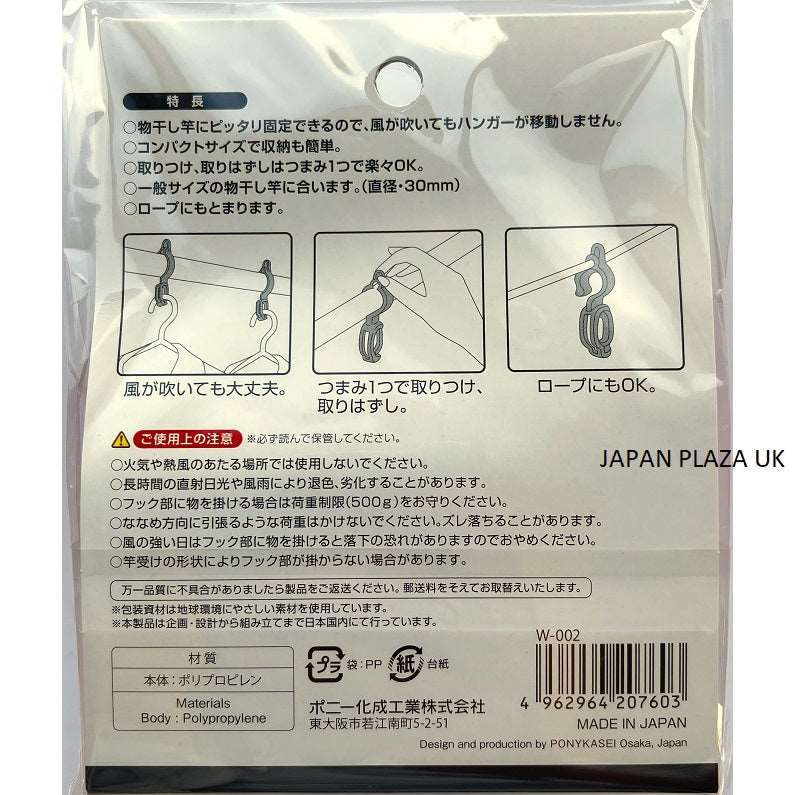 特長
○物干し竿にピッタリ固定できるので、風が吹いてもハンガーが移動しません。
○コンパクトサイズで収納も簡単。
○取りつけ、取りはずしはつまみ1つで楽々OK。
○一般サイズの物干し竿に合います。(直径・30mm)
○ロープにもとまります。
風が吹いても大丈夫。
つまみ1つで取りつけ、
取りはずし。
ロープにもOK。
ご使用上の注意 ※必ず読んで保管してください。
○火気や熱風のあたる場所では使用しないでください。
○長時間の直射日光や風雨により退色、劣化することがあります。
○フック部に物を掛ける場合は荷重制限(500g)をお守りください。
○ななめ方向に引張るような荷重はかけないでください。ズレ落ちることがあります。
○風の強い日はフック部に物を掛けると落下の恐れがありますのでおやめください。
○竿受けの形状によりフック部が掛からない場合があります。
万一品質に不具合がありましたら製品をご返送ください。郵送料をそえてお取替えいたします。
※包装資材は地球環境にやさしい素材を使用しています。
※本製品は企画・設計から組み立てまで日本国内にて行っています。
材質
本体:ポリプロピレン
Materials
Body : Polypropylene
プラ 袋:PP 紙 台紙
ポニー化成工業株式会社
東大阪市若江南町5-2-51
W-002
4 962964 207603
MADE IN JAPAN
Design and production by PONYKASEI Osaka, Japan
JAPAN PLAZA UK